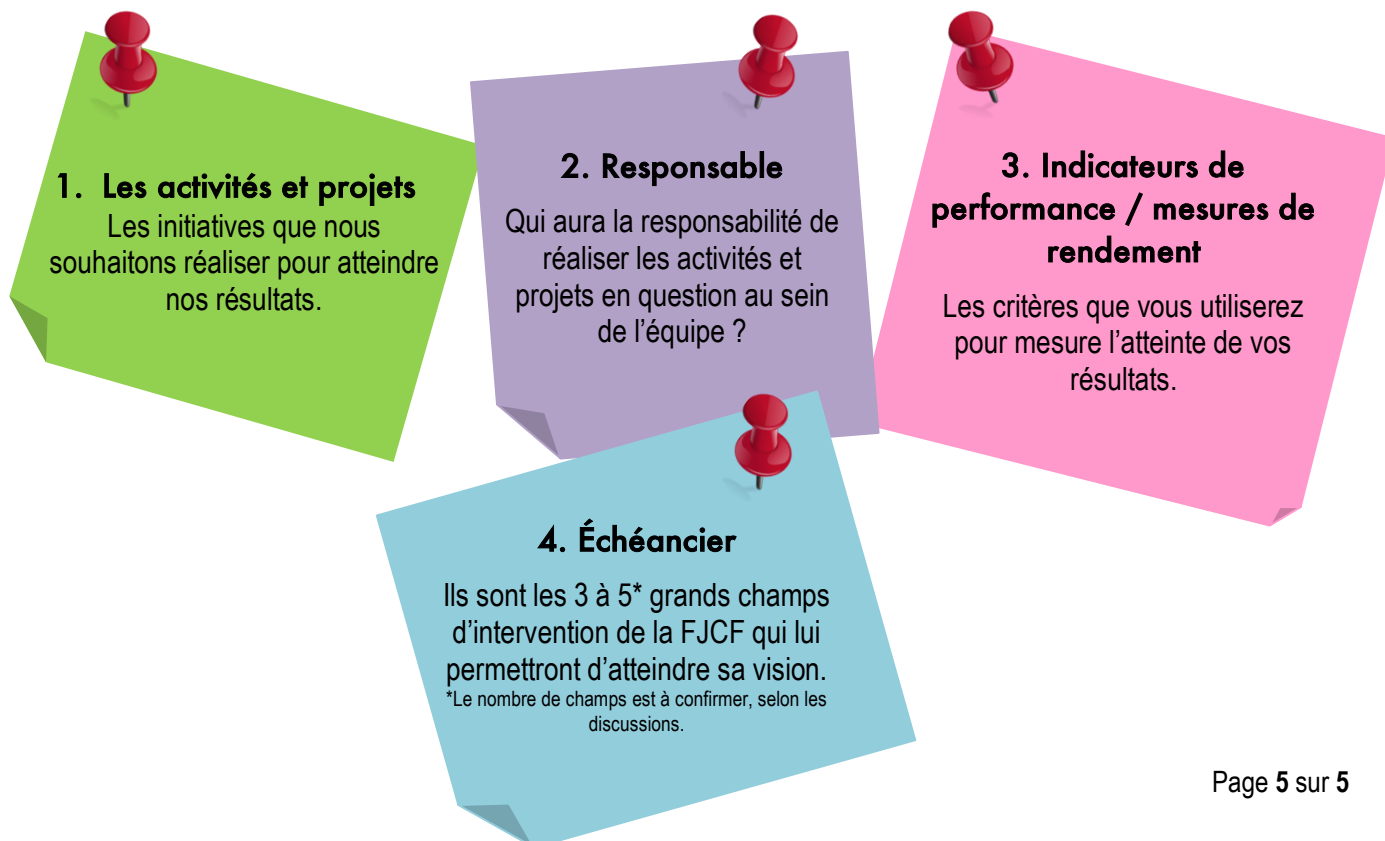 1. Les activités et projets
Les initiatives que nous
souhaitons réaliser pour atteindre
nos résultats.
2. Responsable
Qui aura la responsabilité de
réaliser les activités et
projets en question au sein
de l’équipe ?
3. Indicateurs de
performance / mesures de
rendement
Les critères que vous utiliserez
pour mesure l’atteinte de vos
résultats.
4. Échéancier
Ils sont les 3 à 5* grands champs
d’intervention de la FJCF qui lui
permettront d’atteindre sa vision.
*Le nombre de champs est à confirmer, selon les
discussions.
Page 5 sur 5